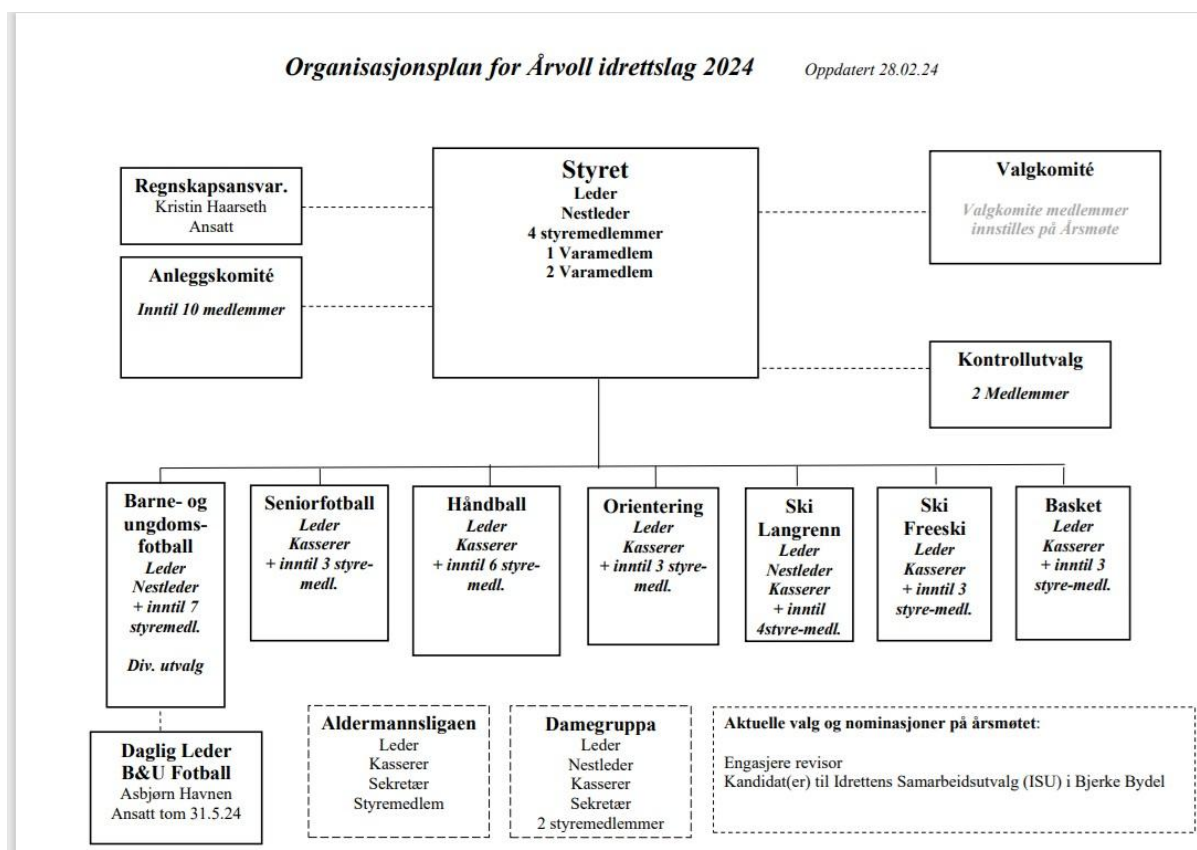 Organisasjonsplan for Årvoll idrettslag 2024 Oppdatert 28.02.24
Regnskapsansvar.
Kristin Haarseth
Ansatt
Anleggskomité
Inntil 10 medlemmer
Styret
Leder
Nestleder
4 styremedlemmer
1 Varamedlem
2 Varamedlem
Valgkomité
Valgkomite medlemmer
innstilles på Årsmøte
Kontrollutvalg
2 Medlemmer
Barne- og
ungdoms-
fotball
Leder
Nestleder
+ inntil 7
styremedl.
Div. utvalg
Seniorfotball
Leder
Kasserer
+ inntil 3 styre-
medl.
Håndball
Leder
Kasserer
+ inntil 6 styre-
medl.
Orientering
Leder
Kasserer
+ inntil 3 styre-
medl.
Ski
Langrenn
Leder
Nestleder
Kasserer
+ inntil
4styre-medl.
Ski
Freeski
Leder
Kasserer
+ inntil 3
styre-medl.
Basket
Leder
Kasserer
+ inntil 3
styre-medl.
Daglig Leder
B&U Fotball
Asbjørn Havnen
Ansatt tom 31.5.24
Aldermannsligaen
Leder
Kasserer
Sekretær
Styremedlem
Damegruppa
Leder
Nestleder
Kasserer
Sekretær
2 styremedlemmer
Aktuelle valg og nominasjoner på årsmøtet:
Engasjere revisor
Kandidat(er) til Idrettens Samarbeidsutvalg (ISU) i Bjerke Bydel